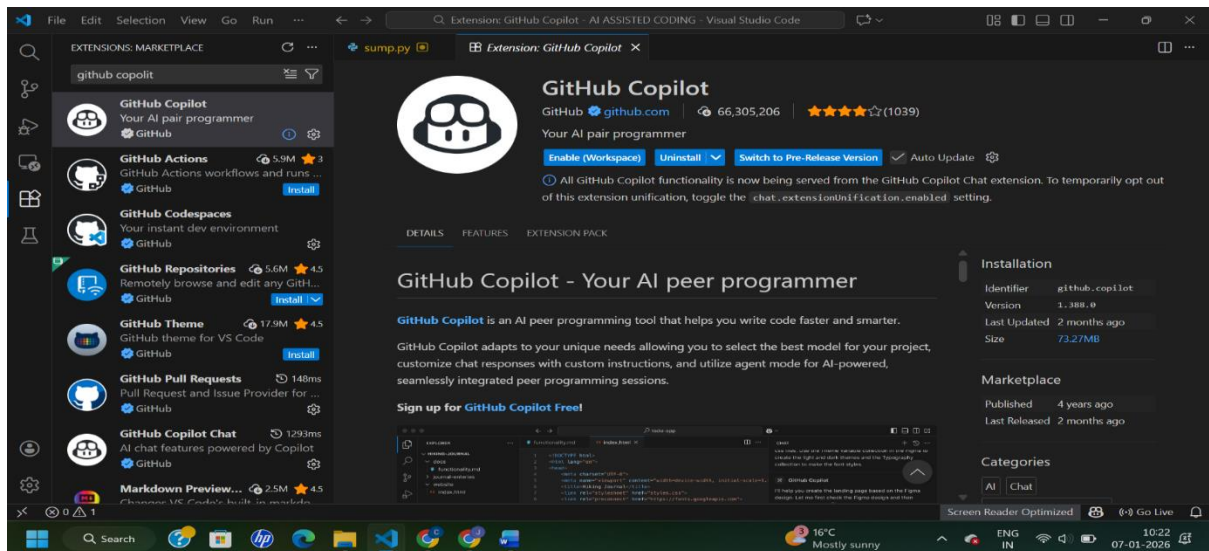 File Edit Selection View Go Run ···
Extension: GitHub Copilot - AI ASSISTED CODING - Visual Studio Code
EXTENSIONS: MARKETPLACE
github copolit
GitHub Copilot
Your AI pair programmer
GitHub
GitHub Actions 5.9M 3
GitHub Actions workflows and runs ...
GitHub Install
GitHub Codespaces
Your instant dev environment
GitHub
GitHub Repositories 5.6M 4.5
Remotely browse and edit any GitH...
GitHub Install
GitHub Theme 17.9M 4.5
GitHub theme for VS Code
GitHub Install
GitHub Pull Requests 148ms
Pull Request and Issue Provider for ...
GitHub
GitHub Copilot Chat 1293ms
AI chat features powered by Copilot
GitHub
Markdown Preview... 2.5M 4.5
sump.py
Extension: GitHub Copilot
GitHub Copilot
GitHub github.com 66,305,206 (1039)
Your AI pair programmer
Enable (Workspace) Uninstall Switch to Pre-Release Version Auto Update
All GitHub Copilot functionality is now being served from the GitHub Copilot Chat extension. To temporarily opt out
of this extension unification, toggle the chat.extensionUnification.enabled setting.
DETAILS FEATURES EXTENSION PACK
GitHub Copilot - Your AI peer programmer
GitHub Copilot is an AI peer programming tool that helps you write code faster and smarter.
GitHub Copilot adapts to your unique needs allowing you to select the best model for your project,
customize chat responses with custom instructions, and utilize agent mode for AI-powered,
seamlessly integrated peer programming sessions.
Sign up for GitHub Copilot Free!
Installation
Identifier github.copilot
Version 1.388.0
Last Updated 2 months ago
Size 73.27MB
Marketplace
Published 4 years ago
Last Released 2 months ago
Categories
AI Chat
0 1
Screen Reader Optimized Go Live
Search
3
16°C
Mostly sunny
ENG
IN
10:22
07-01-2026